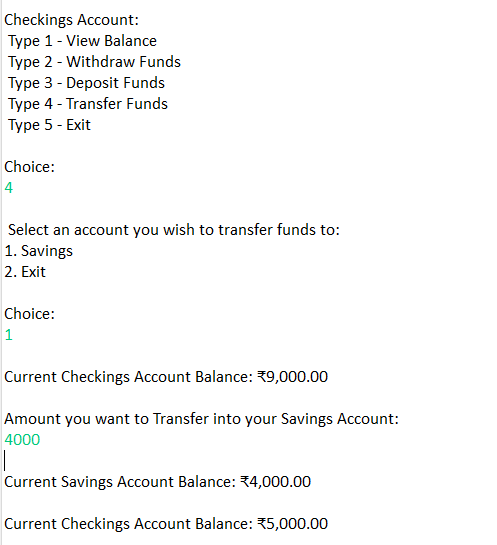 Checkings Account:
Type 1 - View Balance
Type 2 - Withdraw Funds
Type 3 - Deposit Funds
Type 4 - Transfer Funds
Type 5 - Exit
Choice:
4
Select an account you wish to transfer funds to:
1. Savings
2. Exit
Choice:
1
Current Checkings Account Balance: ₹9,000.00
Amount you want to Transfer into your Savings Account:
4000
Current Savings Account Balance: ₹4,000.00
Current Checkings Account Balance: ₹5,000.00